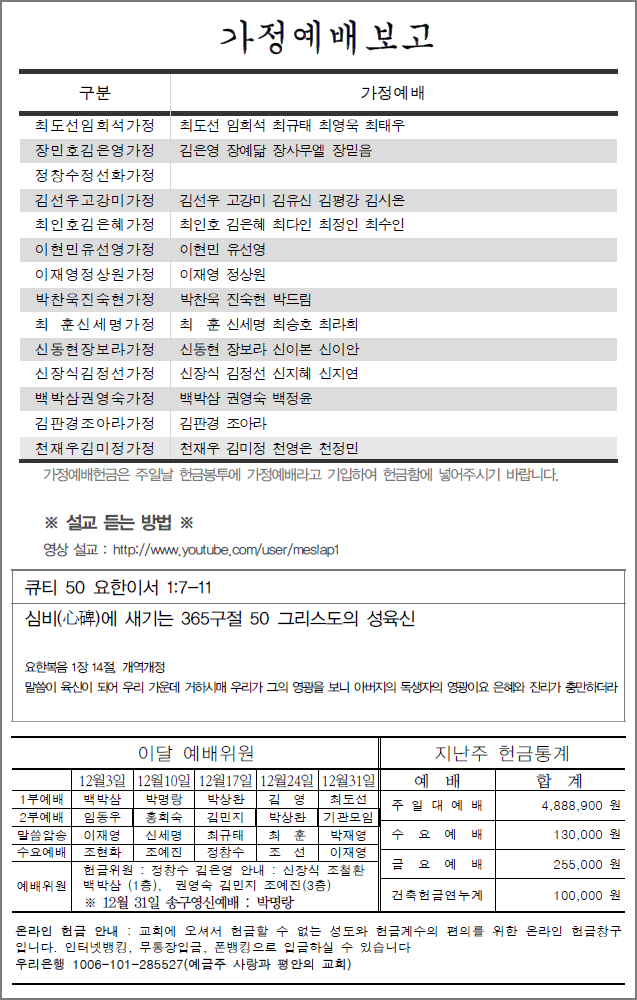 가정예배보고
구분 가정예배
최도선임희석가정 최도선 임희석 최규태 최영욱 최태우
장민호김은영가정 김은영 장예닮 장사무엘 장믿음
정창수정선화가정
김선우고강미가정 김선우 고강미 김유신 김평강 김시온
최인호김은혜가정 최인호 김은혜 최다인 최정인 최수인
이현민유선영가정 이현민 유선영
이재영정상원가정 이재영 정상원
박찬욱진숙현가정 박찬욱 진숙현 박드림
최 훈신세명가정 최 훈 신세명 최승호 최라희
신동현장보라가정 신동현 장보라 신이본 신이안
신장식김정선가정 신장식 김정선 신지혜 신지연
백박삼권영숙가정 백박삼 권영숙 백정윤
김판경조아라가정 김판경 조아라
천재우김미정가정 천재우 김미정 천영은 천정민
가정예배헌금은 주일날 헌금봉투에 가정예배라고 기입하여 헌금함에 넣어주시기 바랍니다.
※ 설교 듣는 방법 ※
영상 설교 : http://www.youtube.com/user/meslap1
큐티 50 요한이서 1:7-11
심비(心碑)에 새기는 365구절 50 그리스도의 성육신
요한복음 1장 14절, 개역개정
말씀이 육신이 되어 우리 가운데 거하시매 우리가 그의 영광을 보니 아버지의 독생자의 영광이요 은혜와 진리가 충만하더라
이달 예배위원
12월3일 12월10일 12월17일 12월24일 12월31일
1부예배 백박삼 박명랑 박상완 김 영 최도선
2부예배 임동우 홍희숙 김민지 박상완 기관모임
말씀암송 이재영 신세명 최규태 최 훈 박재영
수요예배 조현화 조예진 정창수 조 선 이재영
예배위원 헌금위원 : 정창수 김은영 안내 : 신장식 조철환
백박삼 (1층), 권영숙 김민지 조예진(3층)
※ 12월 31일 송구영신예배 : 박명랑
지난주 헌금통계
예 배 합 계
주 일 대 예 배 4,888,900 원
수 요 예 배 130,000 원
금 요 예 배 255,000 원
건축헌금연누계 100,000 원
온라인 헌금 안내 : 교회에 오셔서 헌금할 수 없는 성도와 헌금계수의 편의를 위한 온라인 헌금창구
입니다. 인터넷뱅킹, 무통장입금, 폰뱅킹으로 입금하실 수 있습니다
우리은행 1006-101-285527(예금주 사랑과 평안의 교회)